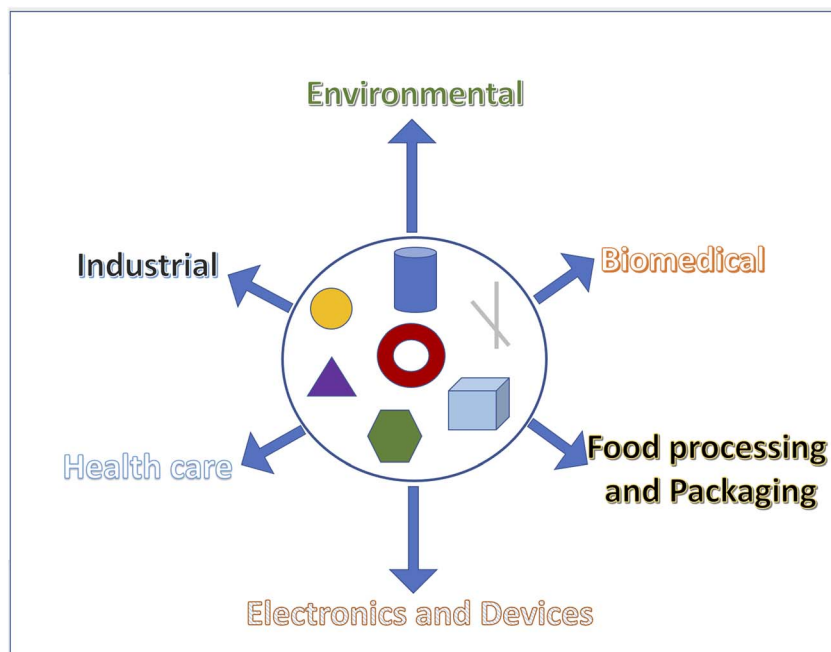 Environmental
Industrial
Biomedical
Health care
Food processing
and Packaging
Electronics and Devices